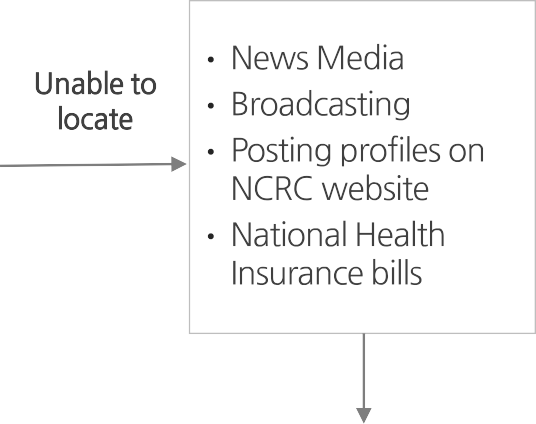 Unable to
locate
• News Media
• Broadcasting
• Posting profiles on
NCRC website
• National Health
Insurance bills